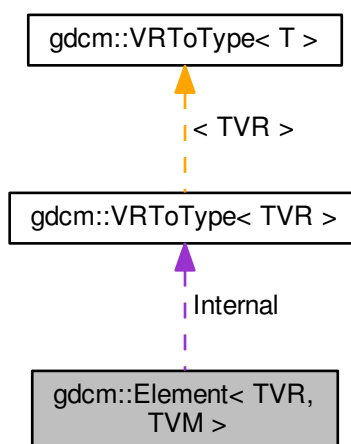 gdcm::VRToType< T >
< TVR >
gdcm::VRToType< TVR >
Internal
gdcm::Element< TVR,
TVM >